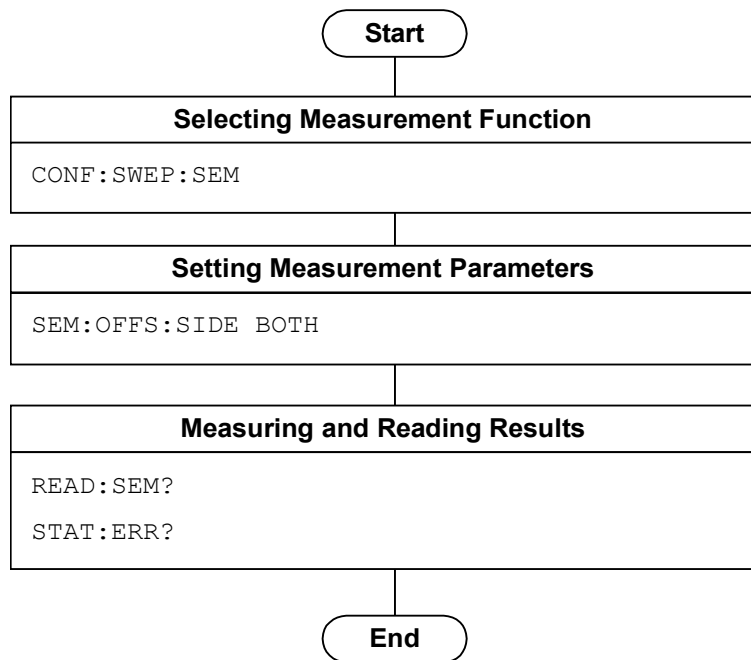 Start
Selecting Measurement Function
CONF:SWEP:SEM
Setting Measurement Parameters
SEM:OFFS:SIDE BOTH
Measuring and Reading Results
READ:SEM?
STAT:ERR?
End